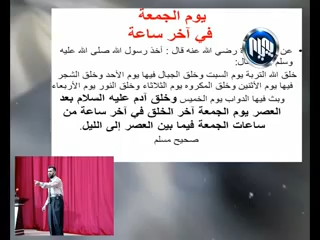 يوم الجمعة
في آخر ساعة
عن
رضي الله عنه قال : أخذ رسول الله صلى الله عليه
وسلم
خلق الله التربة يوم السبت وخلق الجبال فيها يوم الأحد وخلق الشجر
فيها يوم الأثنين وخلق المكروه يوم الثلاثاء وخلق النور يوم الأربعاء
وبث فيها الدواب يوم الخميس وخلق آدم عليه السلام بعد
العصر يوم الجمعة آخر الخلق في آخر ساعة من
ساعات الجمعة فيما بين العصر إلى الليل.
صحيح مسلم